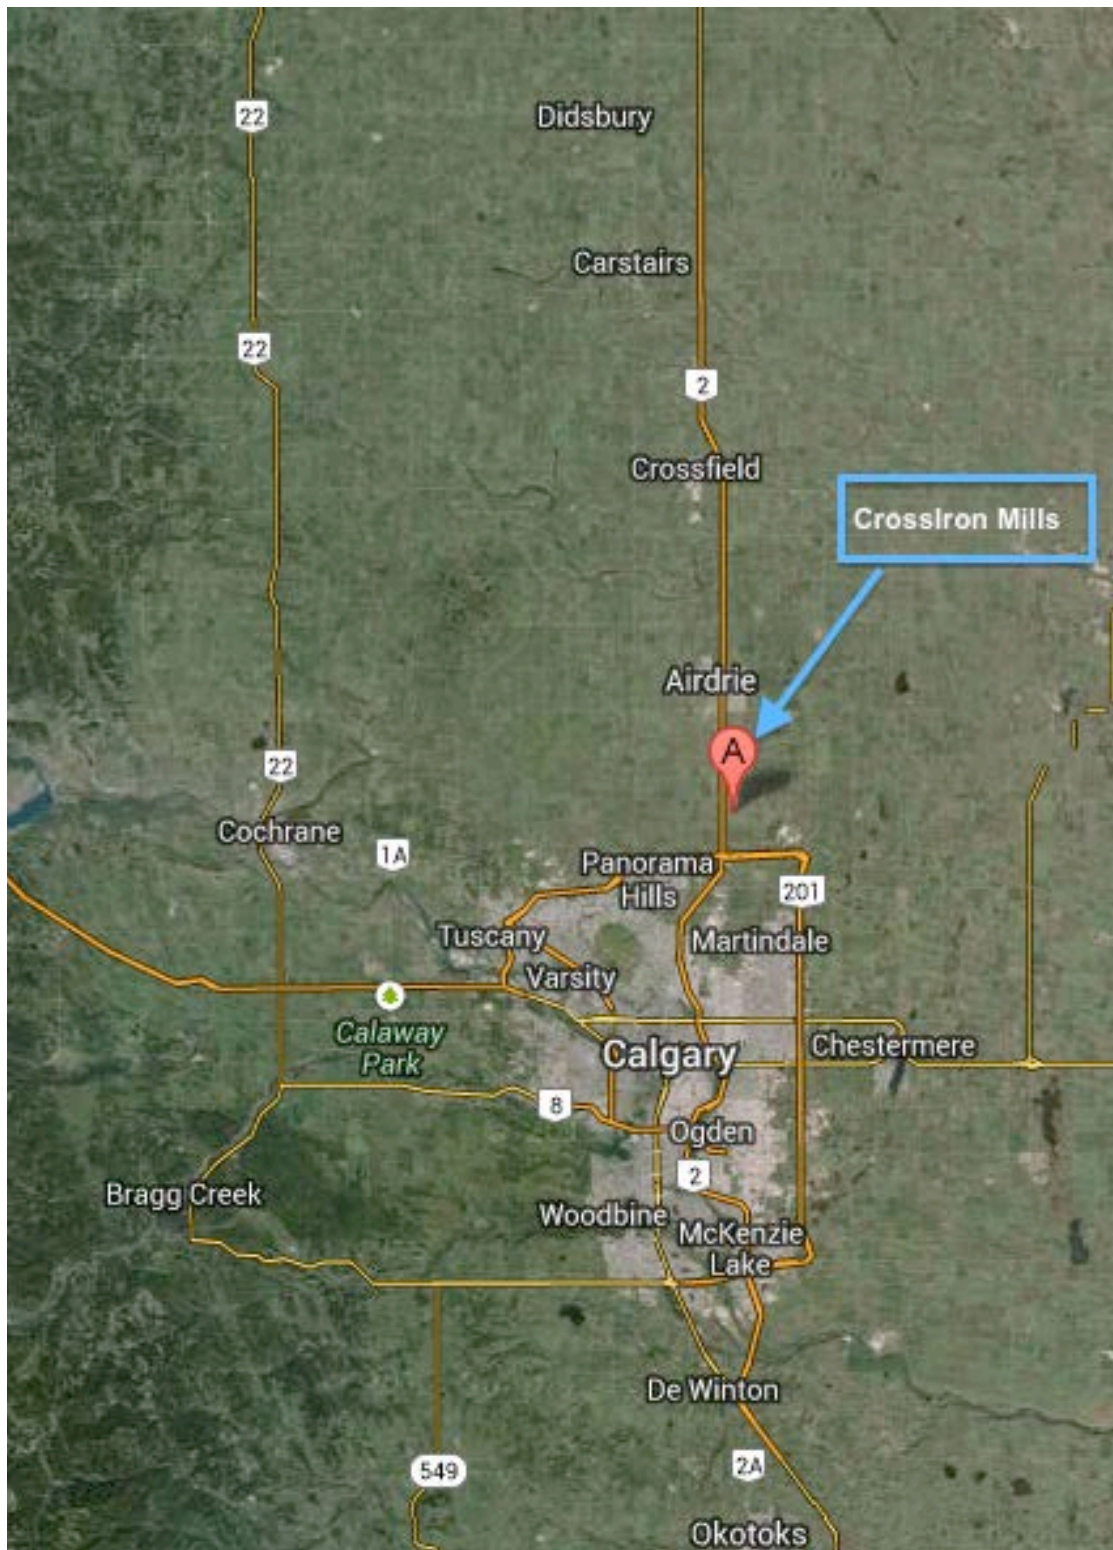 22
Didsbury
Carstairs
22
2
Crossfield
CrossIron Mills
Airdrie
A
22
Cochrane
1A
Panorama
Hills
201
Tuscany
Martindale
Varsity
Calaway
Park
Calgary
Chestermere
8
Ogden
2
Bragg Creek
Woodbine
McKenzie
Lake
De Winton
549
2A
Okotoks